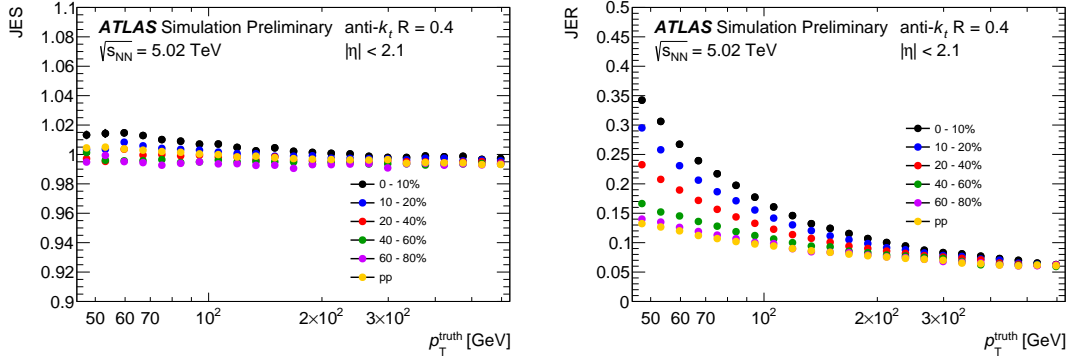 JES
1.1
1.08
1.06
1.04
1.02
1
0.98
0.96
0.94
0.92
0.9
ATLAS Simulation Preliminary
√s_NN = 5.02 TeV
anti-k_t R = 0.4
|η| < 2.1
0 - 10%
10 - 20%
20 - 40%
40 - 60%
60 - 80%
pp
50 60 70 10² 2×10² 3×10²
p_T^truth [GeV]
JER
0.5
0.45
0.4
0.35
0.3
0.25
0.2
0.15
0.1
0.05
0
ATLAS Simulation Preliminary
√s_NN = 5.02 TeV
anti-k_t R = 0.4
|η| < 2.1
0 - 10%
10 - 20%
20 - 40%
40 - 60%
60 - 80%
pp
50 60 70 10² 2×10² 3×10²
p_T^truth [GeV]